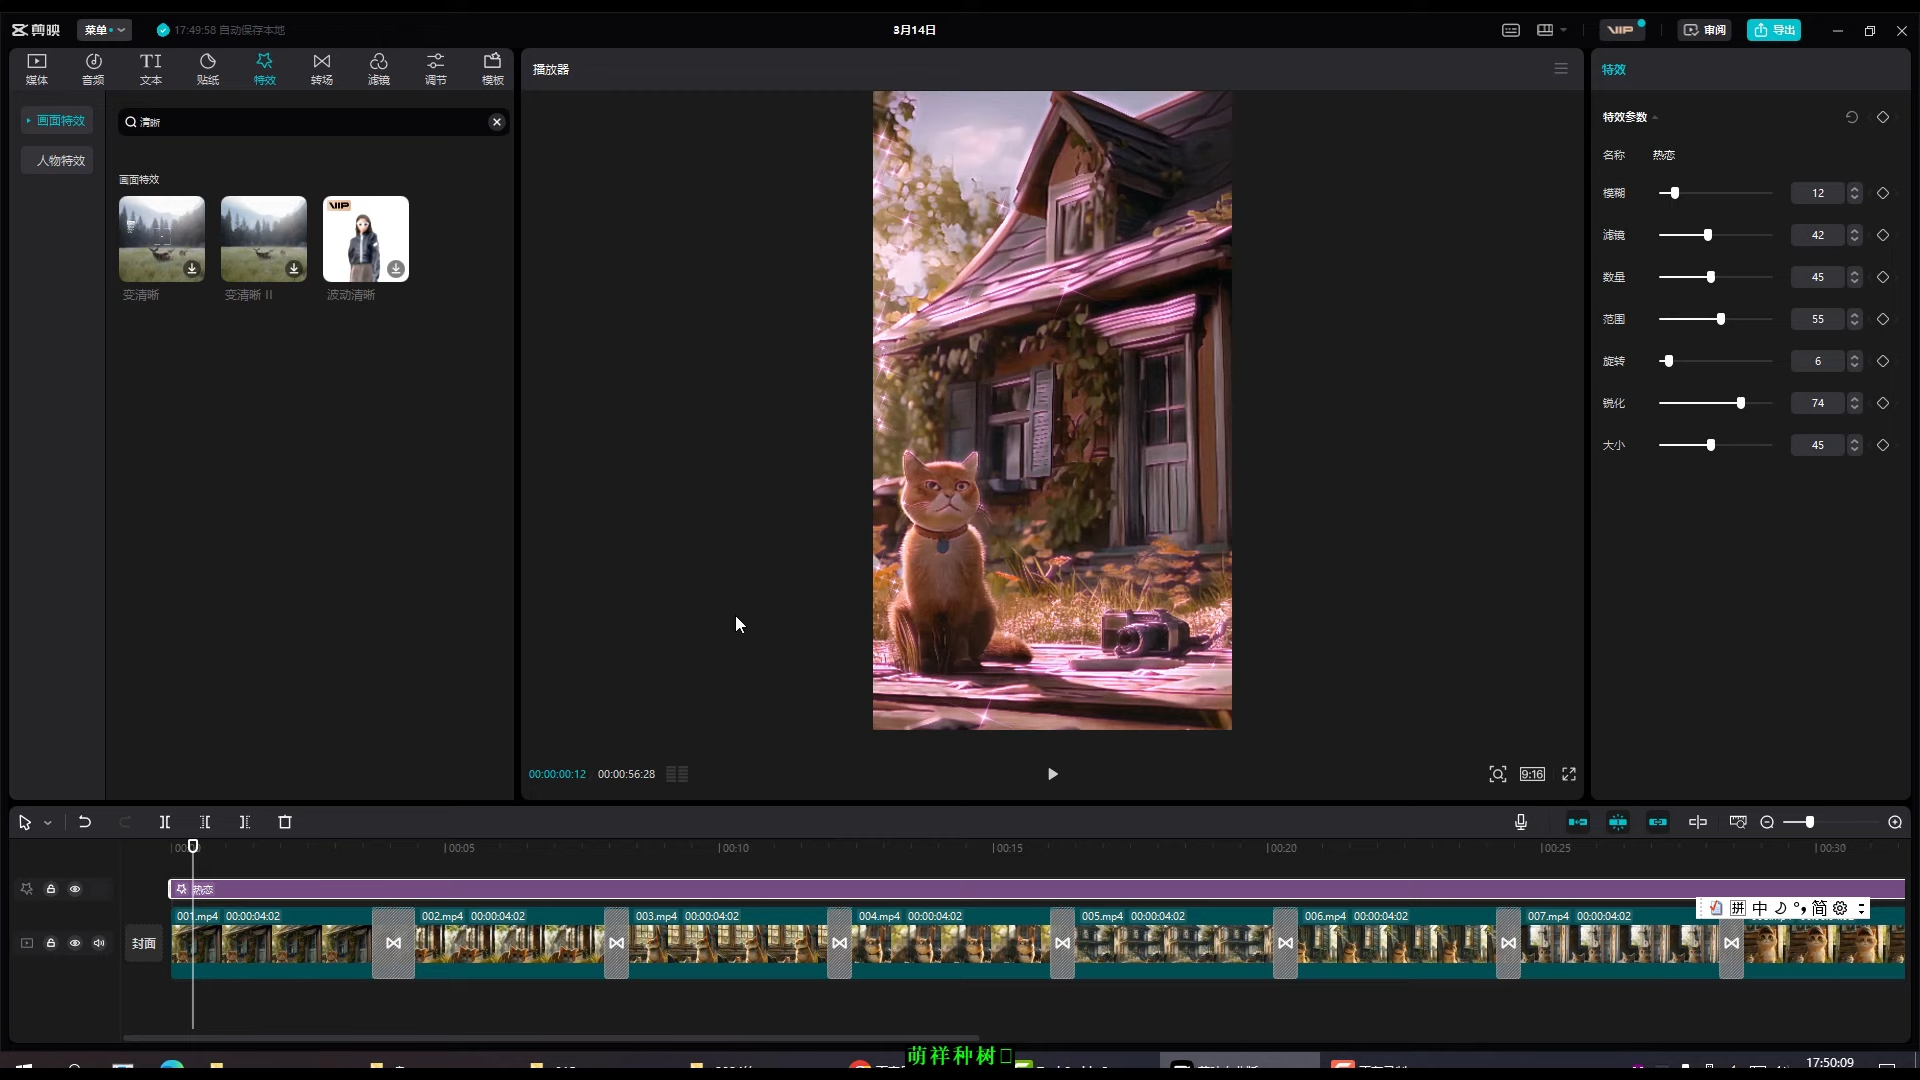 剪映
菜单
17:49:58 自动保存本地
3月14日
VIP
审阅
导出
媒体
音频
文本
贴纸
特效
转场
滤镜
调节
模板
画面特效
人物特效
清晰
画面特效
VIP
变清晰
变清晰 II
波动清晰
播放器
00:00:00:12 00:00:56:28
9:16
特效
特效参数
名称 热恋
模糊 12
滤镜 42
数量 45
范围 55
旋转 6
锐化 74
大小 45
00:05
00:10
00:15
00:20
00:25
00:30
热恋
封面
001.mp4 00:00:04:02
002.mp4 00:00:04:02
003.mp4 00:00:04:02
004.mp4 00:00:04:02
005.mp4 00:00:04:02
006.mp4 00:00:04:02
007.mp4 00:00:04:02
拼 中 简
萌祥种树
17:50:09